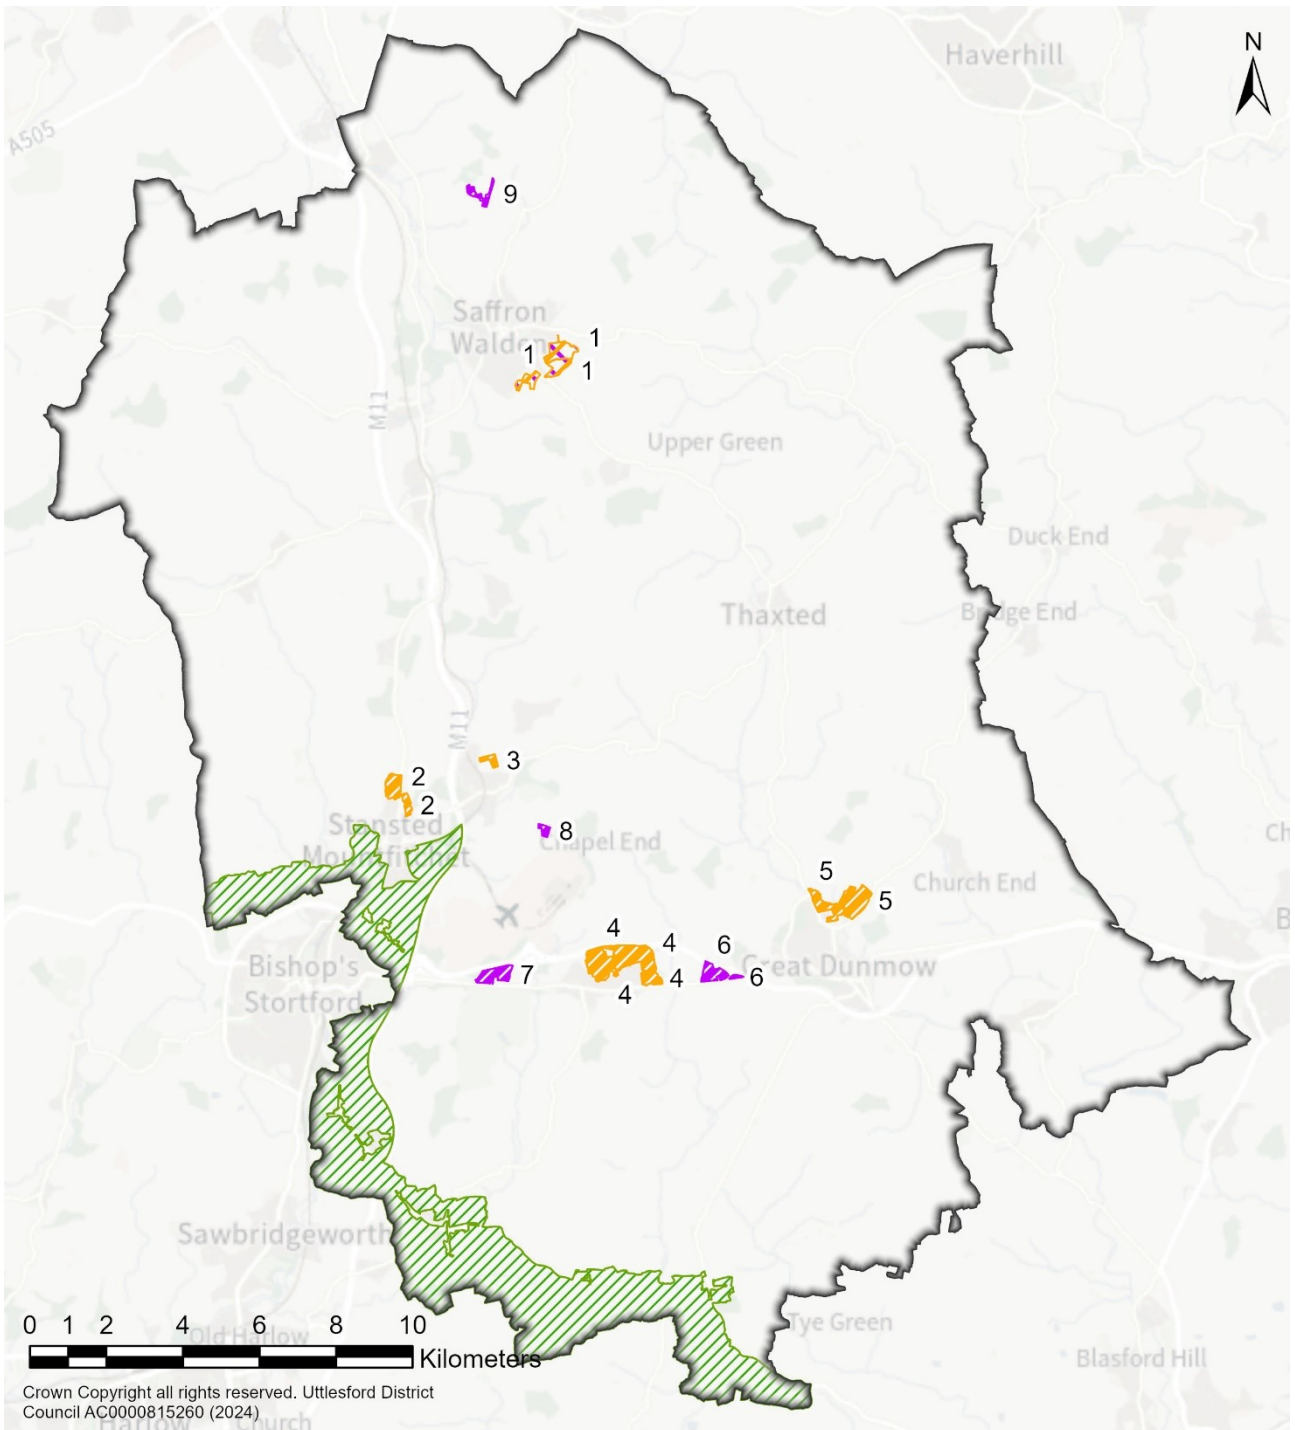 N
Haverhill
A505
9
Saffron
Walden
1
1
1
M11
Upper Green
Duck End
Thaxted
Bridge End
M11
3
2
2
Stansted
Mountfitchet
8
Chapel End
Ch
5
Church End
5
B
4
4
6
Bishop's
Stortford
7
4
4
6
Great Dunmow
Sawbridgeworth
0 1 2 4 6 8 10
Kilometers
Old Harlow
Tye Green
Blasford Hill
Crown Copyright all rights reserved. Uttlesford District
Council AC0000815260 (2024)
Harlow
Church